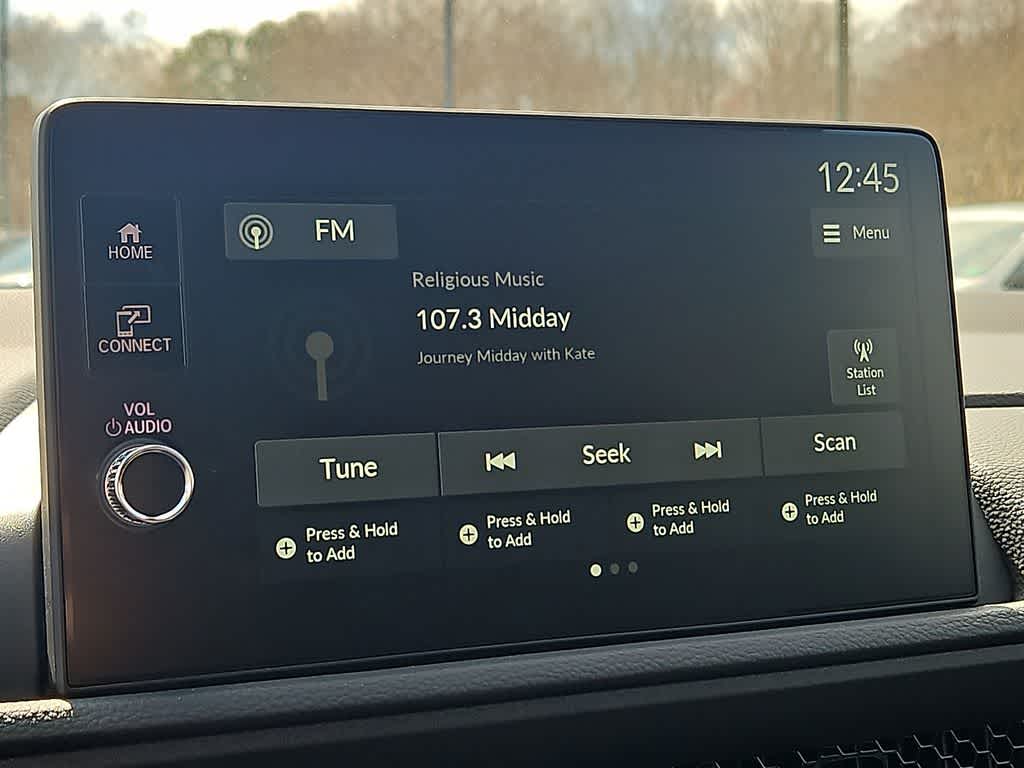 12:45
HOME
FM
Menu
Religious Music
107.3 Midday
CONNECT
Journey Midday with Kate
Station
List
VOL
AUDIO
Tune
Seek
Scan
Press & Hold
to Add
Press & Hold
to Add
Press & Hold
to Add
Press & Hold
to Add